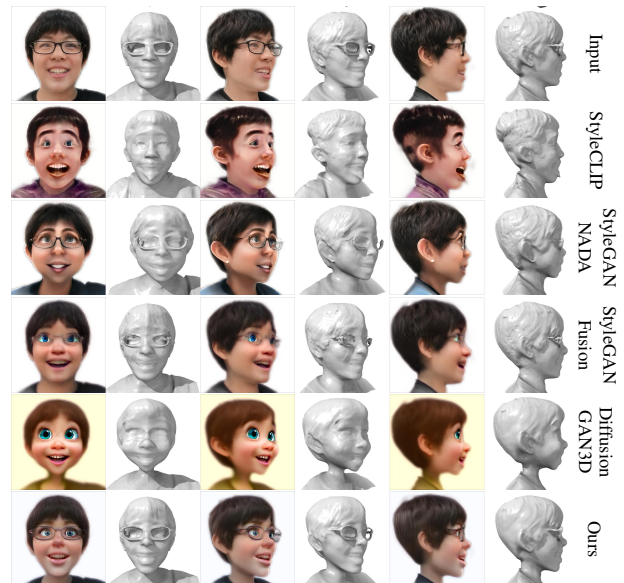 Input
StyleCLIP
StyleGAN
NADA
StyleGAN
Fusion
Diffusion
GAN3D
Ours